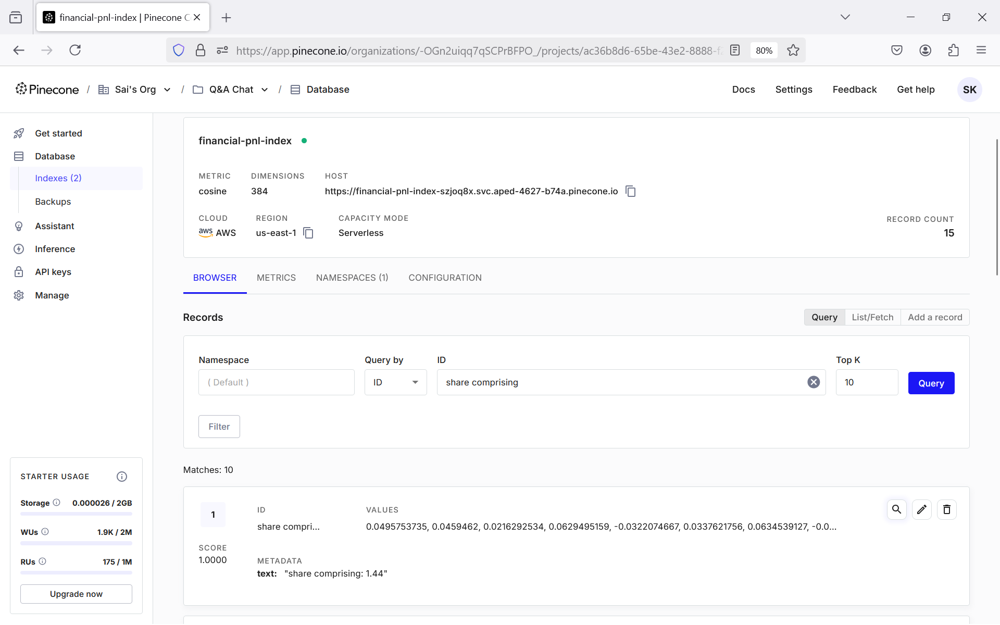 financial-pnl-index | Pinecone C
https://app.pinecone.io/organizations/-OGn2uiqq7qSCPrBFPO_/projects/ac36b8d6-65be-43e2-8888-f
80%
Pinecone / Sai's Org / Q&A Chat / Database
Docs Settings Feedback Get help SK
Get started
Database
Indexes (2)
Backups
Assistant
Inference
API keys
Manage
STARTER USAGE
Storage 0.000026 / 2GB
WUs 1.9K / 2M
RUs 175 / 1M
Upgrade now
financial-pnl-index
METRIC DIMENSIONS HOST
cosine 384 https://financial-pnl-index-szjoq8x.svc.aped-4627-b74a.pinecone.io
CLOUD REGION CAPACITY MODE RECORD COUNT
aws AWS us-east-1 Serverless 15
BROWSER METRICS NAMESPACES (1) CONFIGURATION
Records Query List/Fetch Add a record
Namespace Query by ID Top K
( Default ) ID share comprising 10 Query
Filter
Matches: 10
1 ID VALUES
share compri... 0.0495753735, 0.0459462, 0.0216292534, 0.0629495159, -0.0322074667, 0.0337621756, 0.0634539127, -0.0...
SCORE
1.0000
METADATA
text: "share comprising: 1.44"